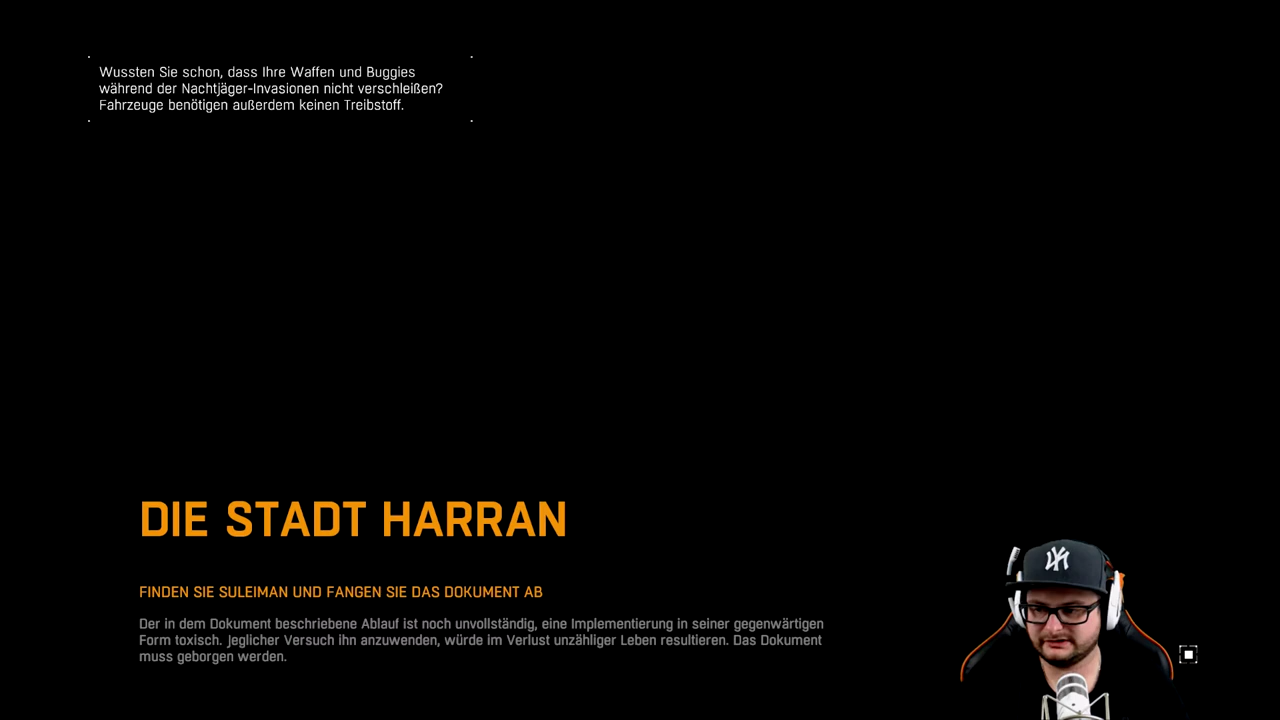 Wussten Sie schon, dass Ihre Waffen und Buggies
während der Nachtjäger-Invasionen nicht verschleißen?
Fahrzeuge benötigen außerdem keinen Treibstoff.
DIE STADT HARRAN
FINDEN SIE SULEIMAN UND FANGEN SIE DAS DOKUMENT AB
Der in dem Dokument beschriebene Ablauf ist noch unvollständig, eine Implementierung in seiner gegenwärtigen
Form toxisch. Jeglicher Versuch ihn anzuwenden, würde im Verlust unzähliger Leben resultieren. Das Dokument
muss geborgen werden.
NY